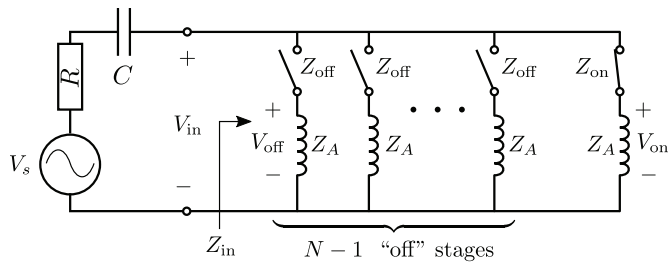 R
C
V_s
+
V_in
−
Z_in
Z_off
+
V_off
−
Z_A
Z_off
Z_A
Z_off
Z_A
Z_on
Z_A
+
V_on
−
N − 1 “off” stages